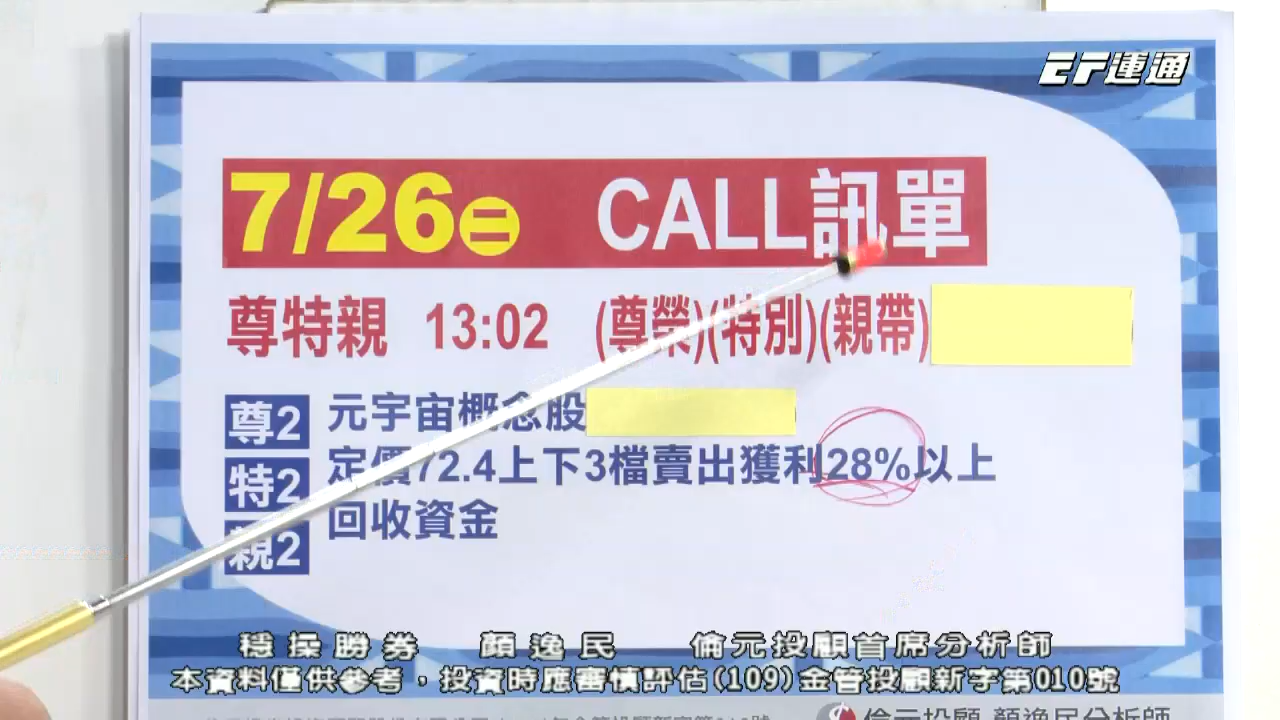 EF運通
7/26㊁ CALL訊單
尊特親 13:02 (尊榮)(特別)(親帶)
尊2 元宇宙概念股
特2 定價72.4上下3檔賣出獲利28%以上
親2 回收資金
穩操勝券 顏逸民 倫元投顧首席分析師
本資料僅供參考，投資時應審慎評估(109)金管投顧新字第010號
倫元投顧 顏逸民分析師